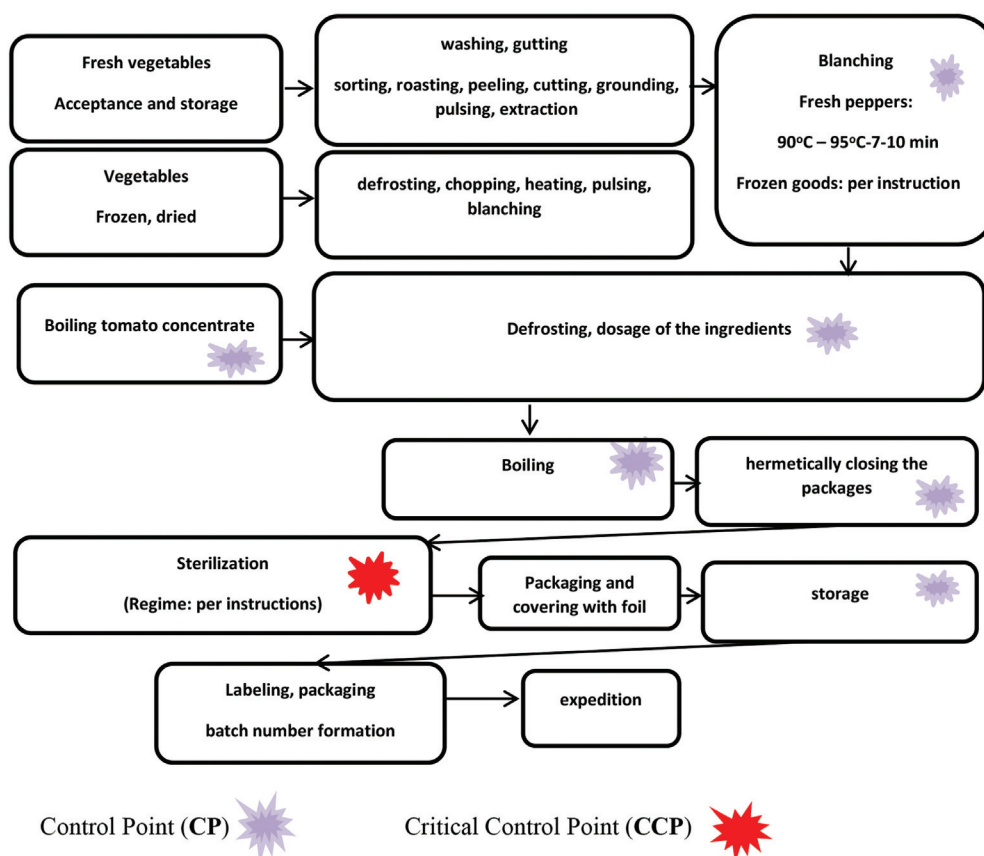 Fresh vegetables
Acceptance and storage
washing, gutting
sorting, roasting, peeling, cutting, grounding,
pulsing, extraction
Blanching
Fresh peppers:
90ºC – 95ºC-7-10 min
Frozen goods: per instruction
Vegetables
Frozen, dried
defrosting, chopping, heating, pulsing,
blanching
Boiling tomato concentrate
Defrosting, dosage of the ingredients
Boiling
hermetically closing the
packages
Sterilization
(Regime: per instructions)
Packaging and
covering with foil
storage
Labeling, packaging
batch number formation
expedition
Control Point (CP)
Critical Control Point (CCP)